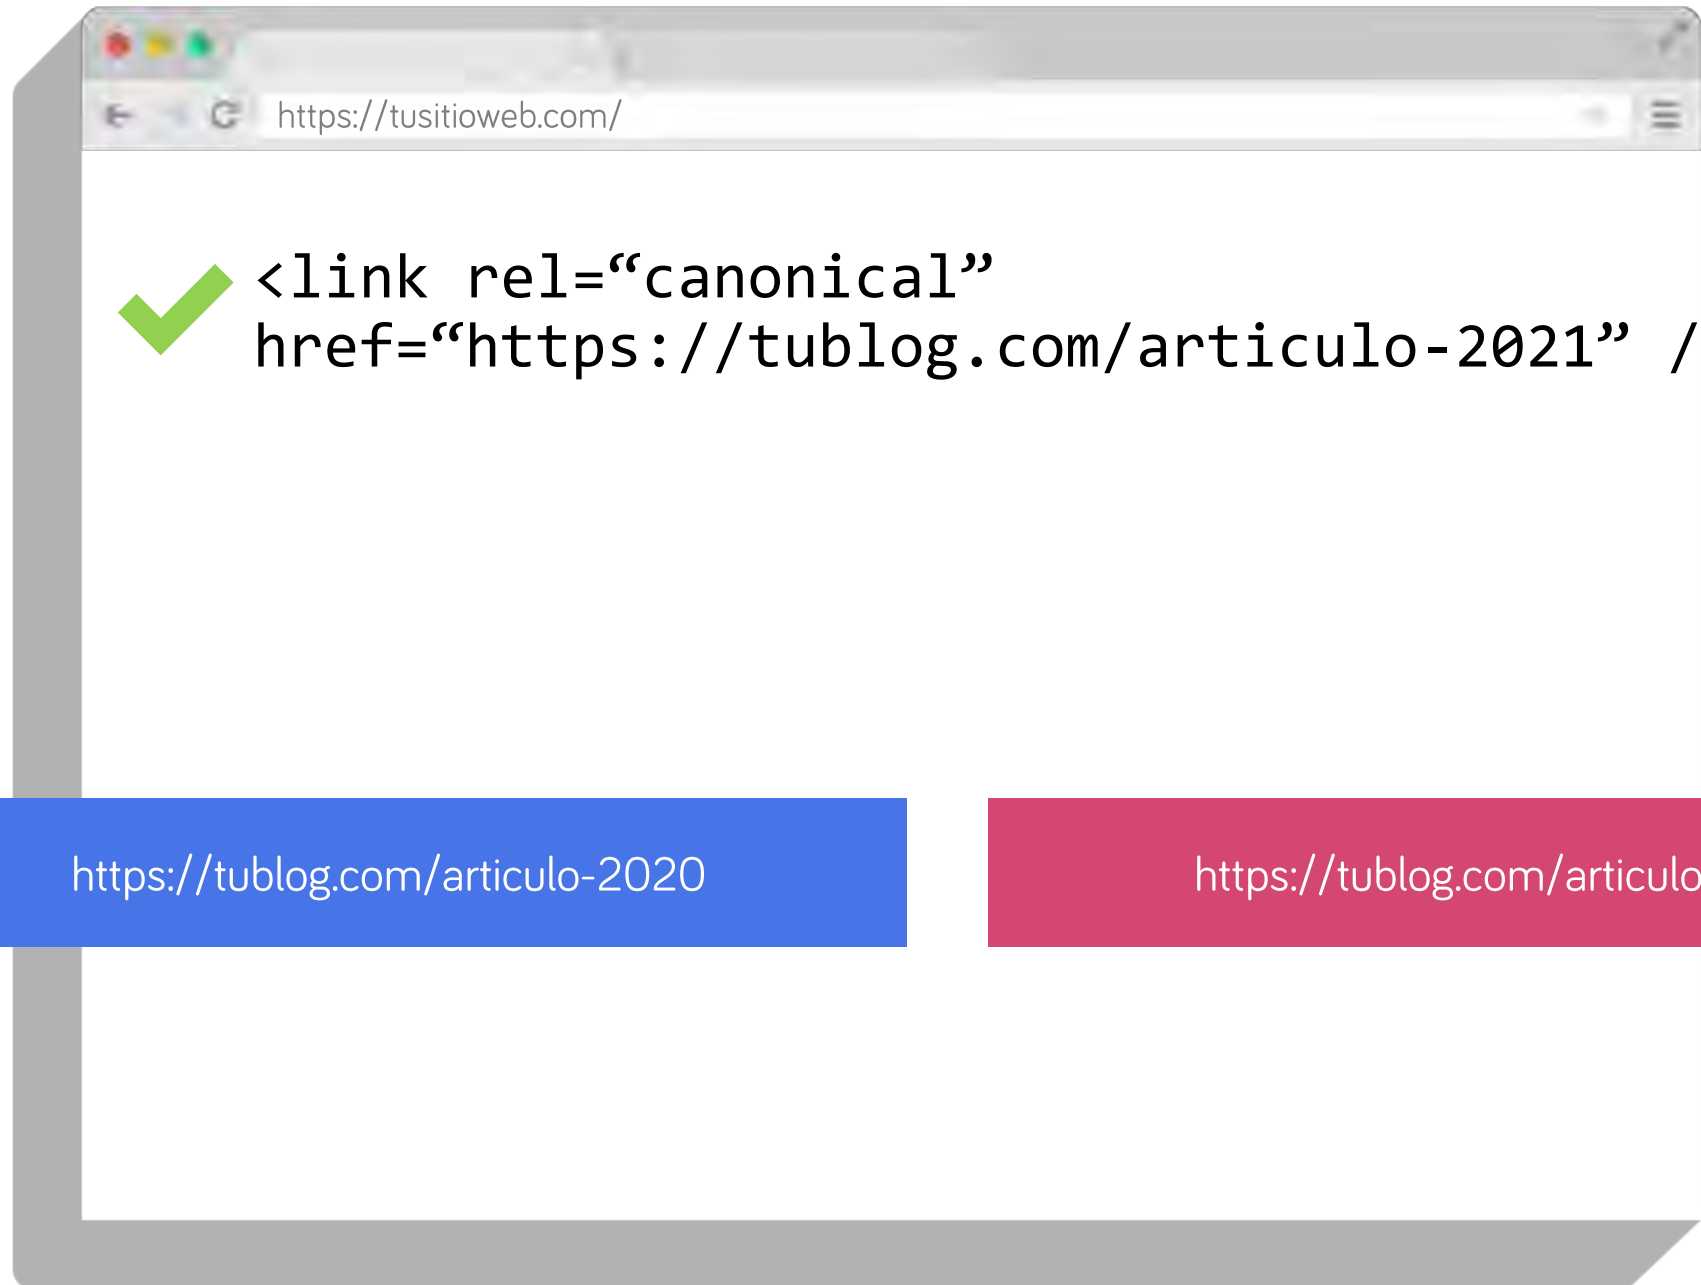 https://tusitioweb.com/
<link rel=“canonical”
href=“https://tublog.com/articulo-2021” /
https://tublog.com/articulo-2020
https://tublog.com/articulo